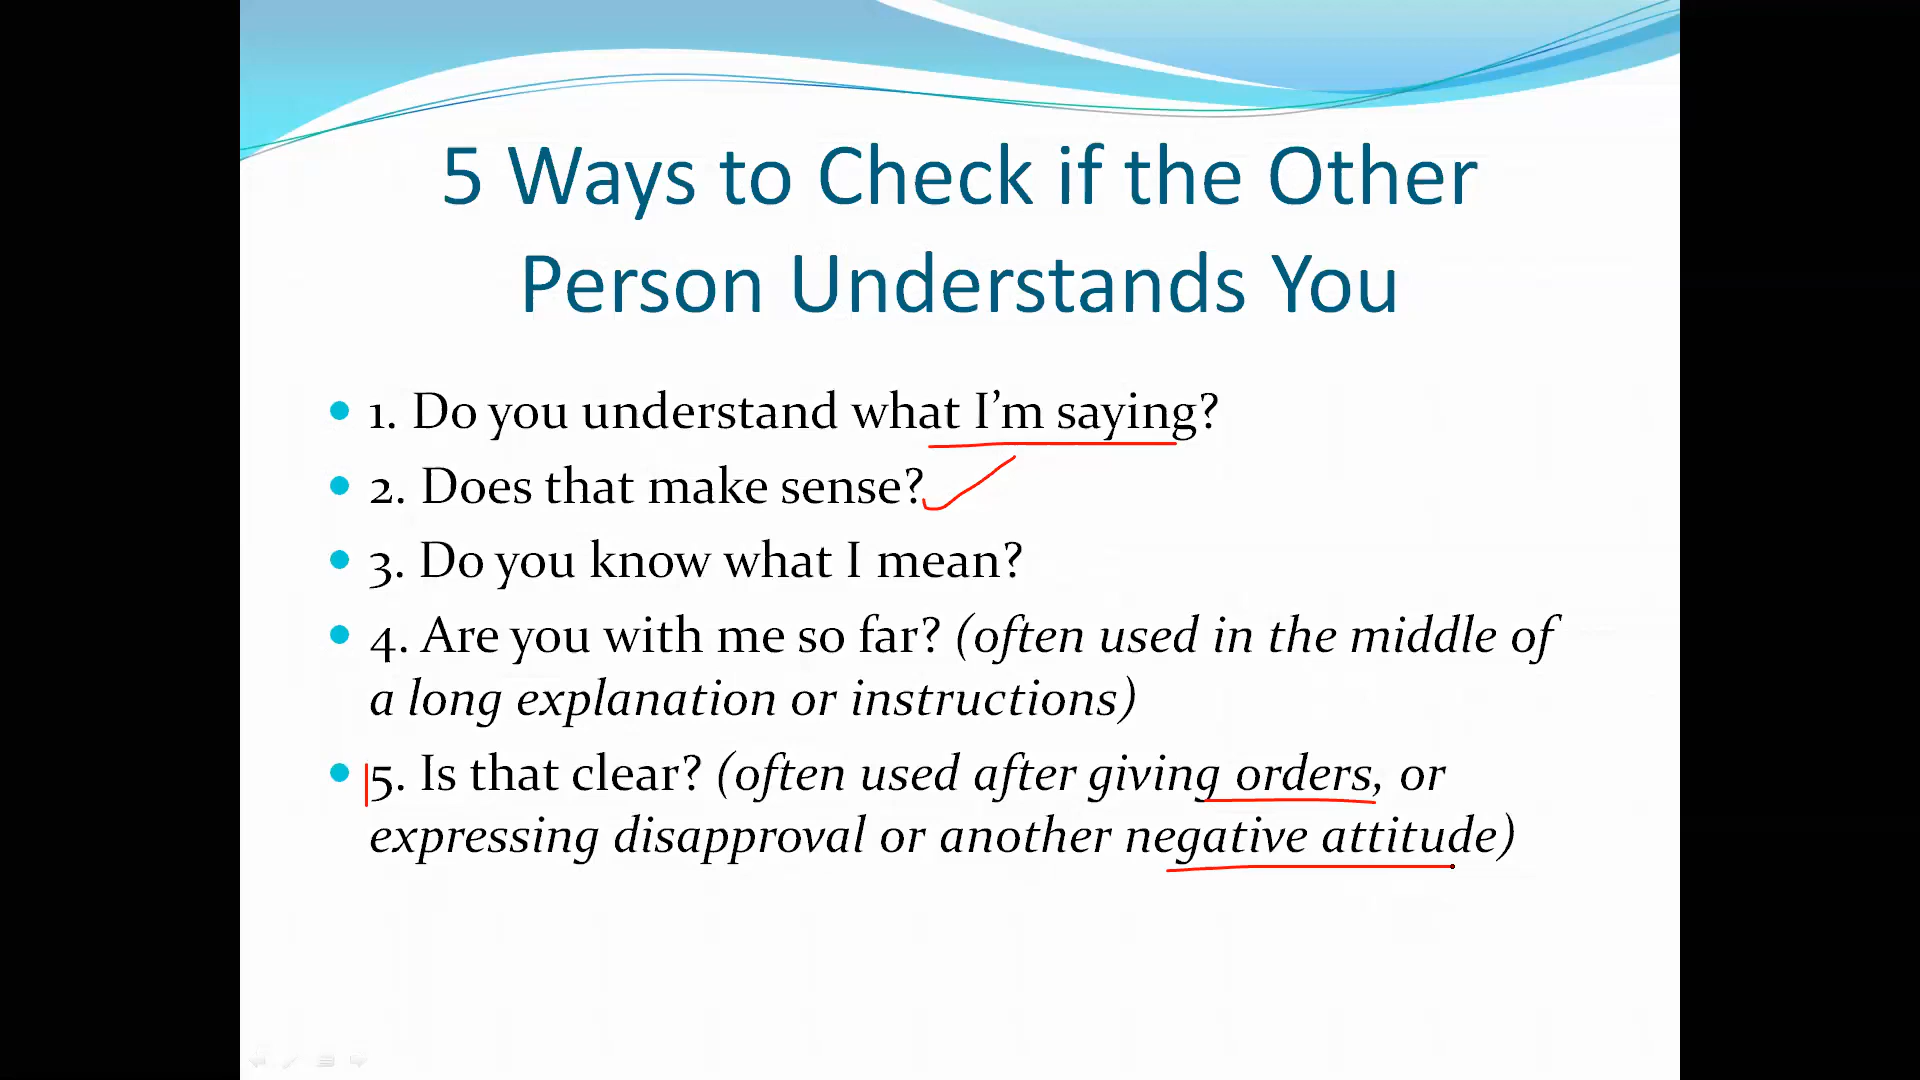 5 Ways to Check if the Other
Person Understands You
• 1. Do you understand what I’m saying?
• 2. Does that make sense?
• 3. Do you know what I mean?
• 4. Are you with me so far? (often used in the middle of
a long explanation or instructions)
• 5. Is that clear? (often used after giving orders, or
expressing disapproval or another negative attitude)